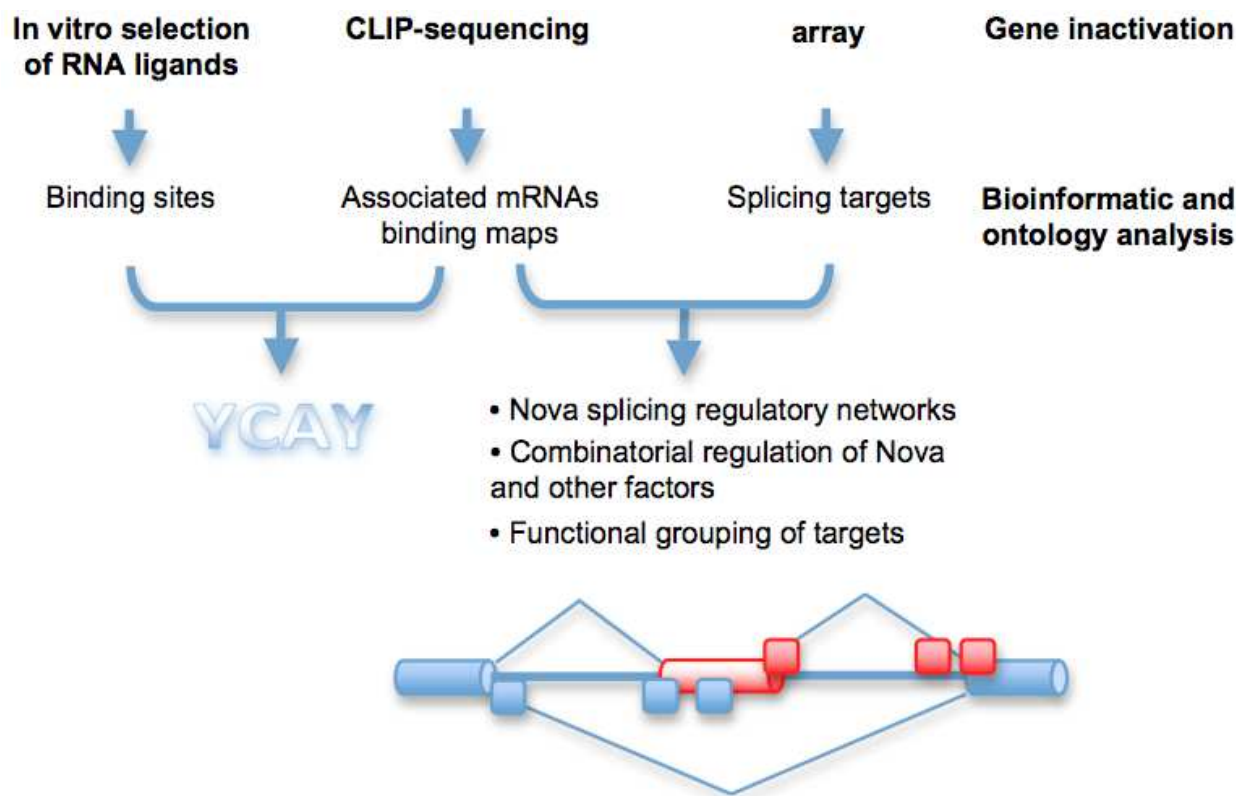 In vitro selection
of RNA ligands
CLIP-sequencing
array
Gene inactivation
Binding sites
Associated mRNAs
binding maps
Splicing targets
Bioinformatic and
ontology analysis
YCAY
• Nova splicing regulatory networks
• Combinatorial regulation of Nova
and other factors
• Functional grouping of targets